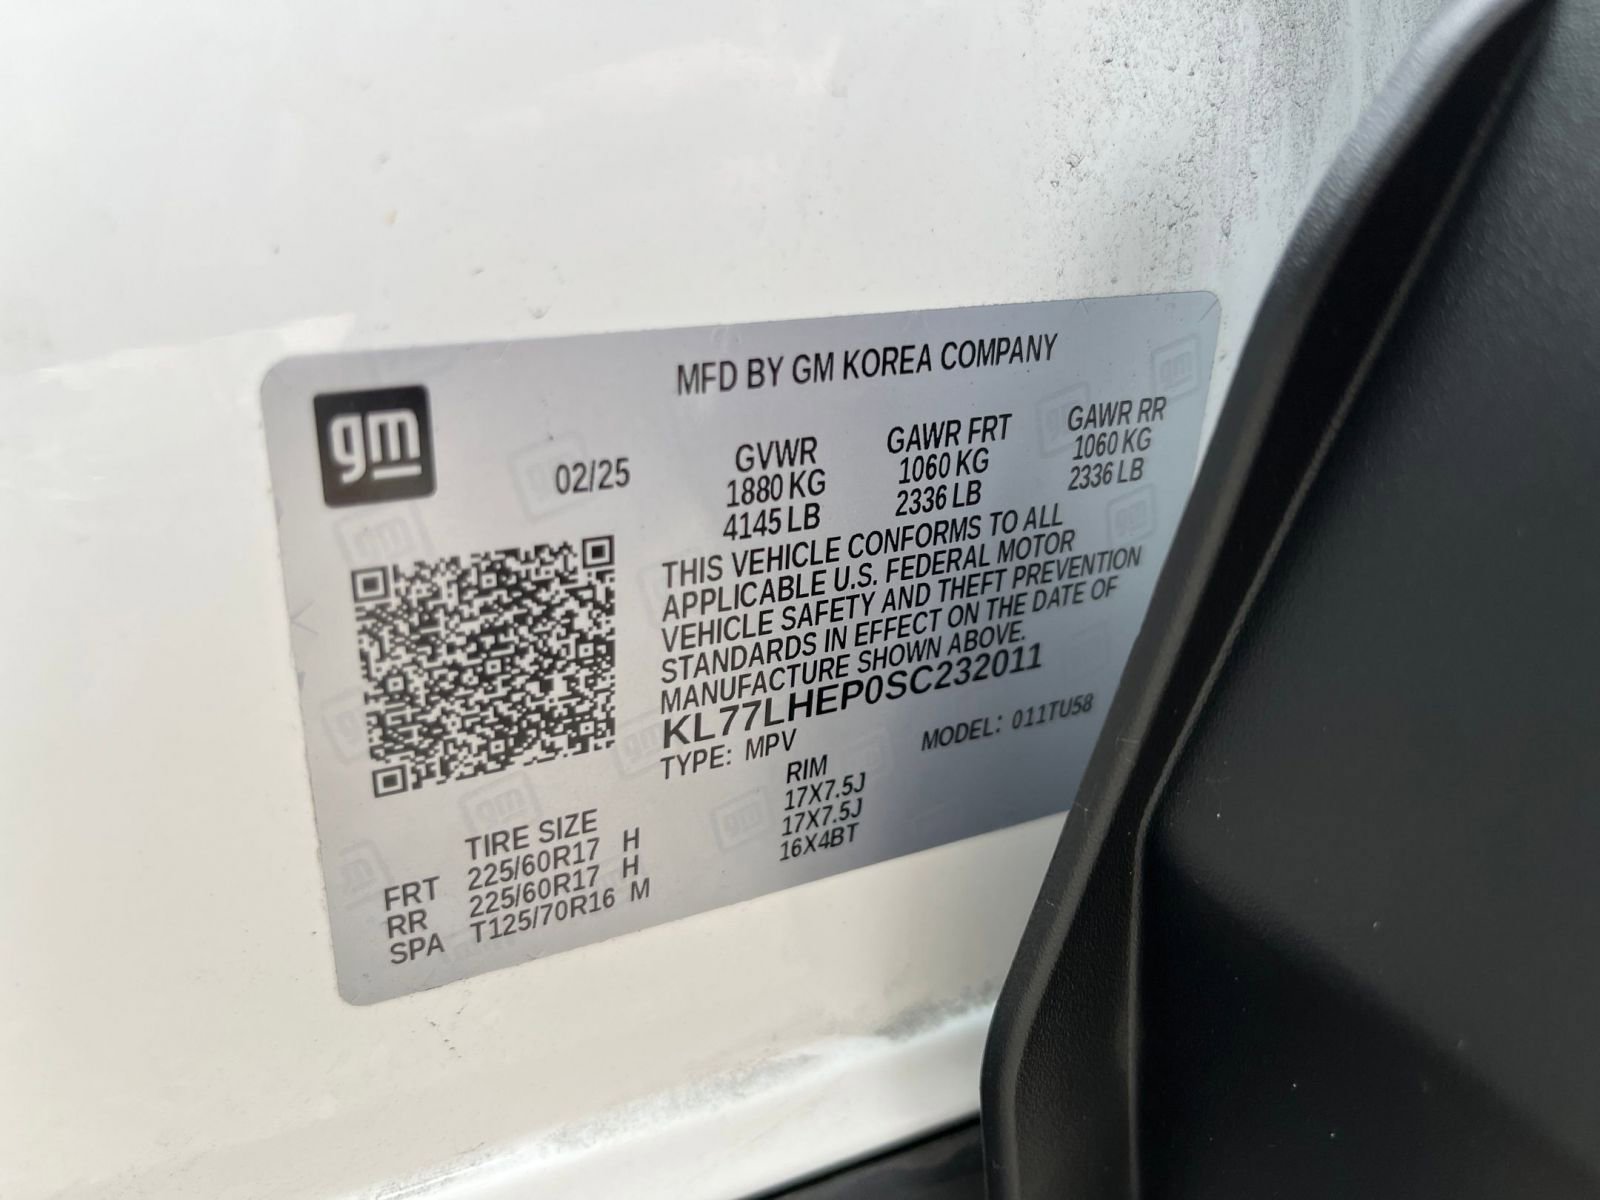 gm
MFD BY GM KOREA COMPANY
02/25
GVWR GAWR FRT GAWR RR
1880 KG 1060 KG 1060 KG
4145 LB 2336 LB 2336 LB
THIS VEHICLE CONFORMS TO ALL
APPLICABLE U.S. FEDERAL MOTOR
VEHICLE SAFETY AND THEFT PREVENTION
STANDARDS IN EFFECT ON THE DATE OF
MANUFACTURE SHOWN ABOVE.
KL77LHEP0SC232011
TYPE: MPV MODEL: 011TU58
TIRE SIZE RIM
FRT 225/60R17 H 17X7.5J
RR 225/60R17 H 17X7.5J
SPA T125/70R16 M 16X4BT